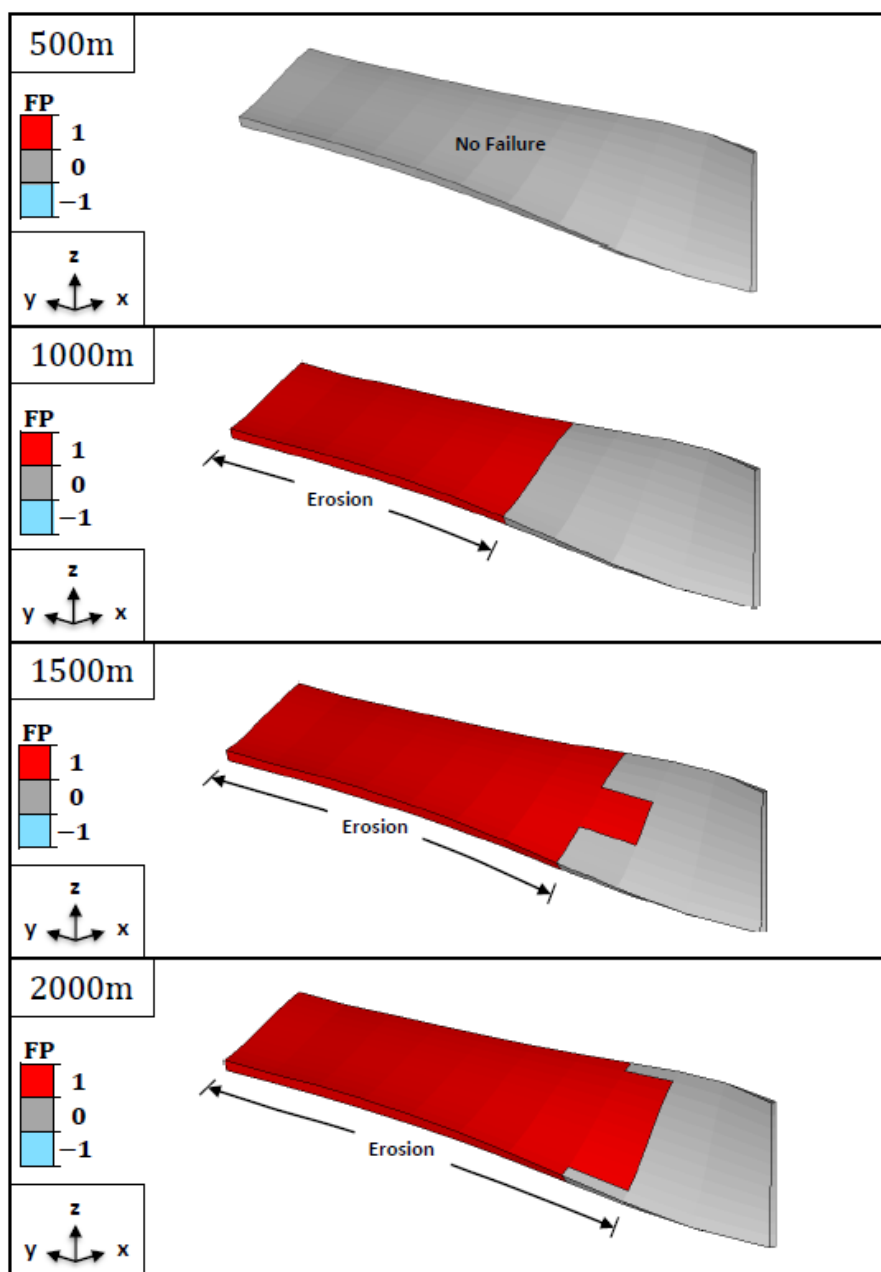 500m
FP
1
0
−1
z
y x
No Failure
1000m
FP
1
0
−1
z
y x
Erosion
1500m
FP
1
0
−1
z
y x
Erosion
2000m
FP
1
0
−1
z
y x
Erosion